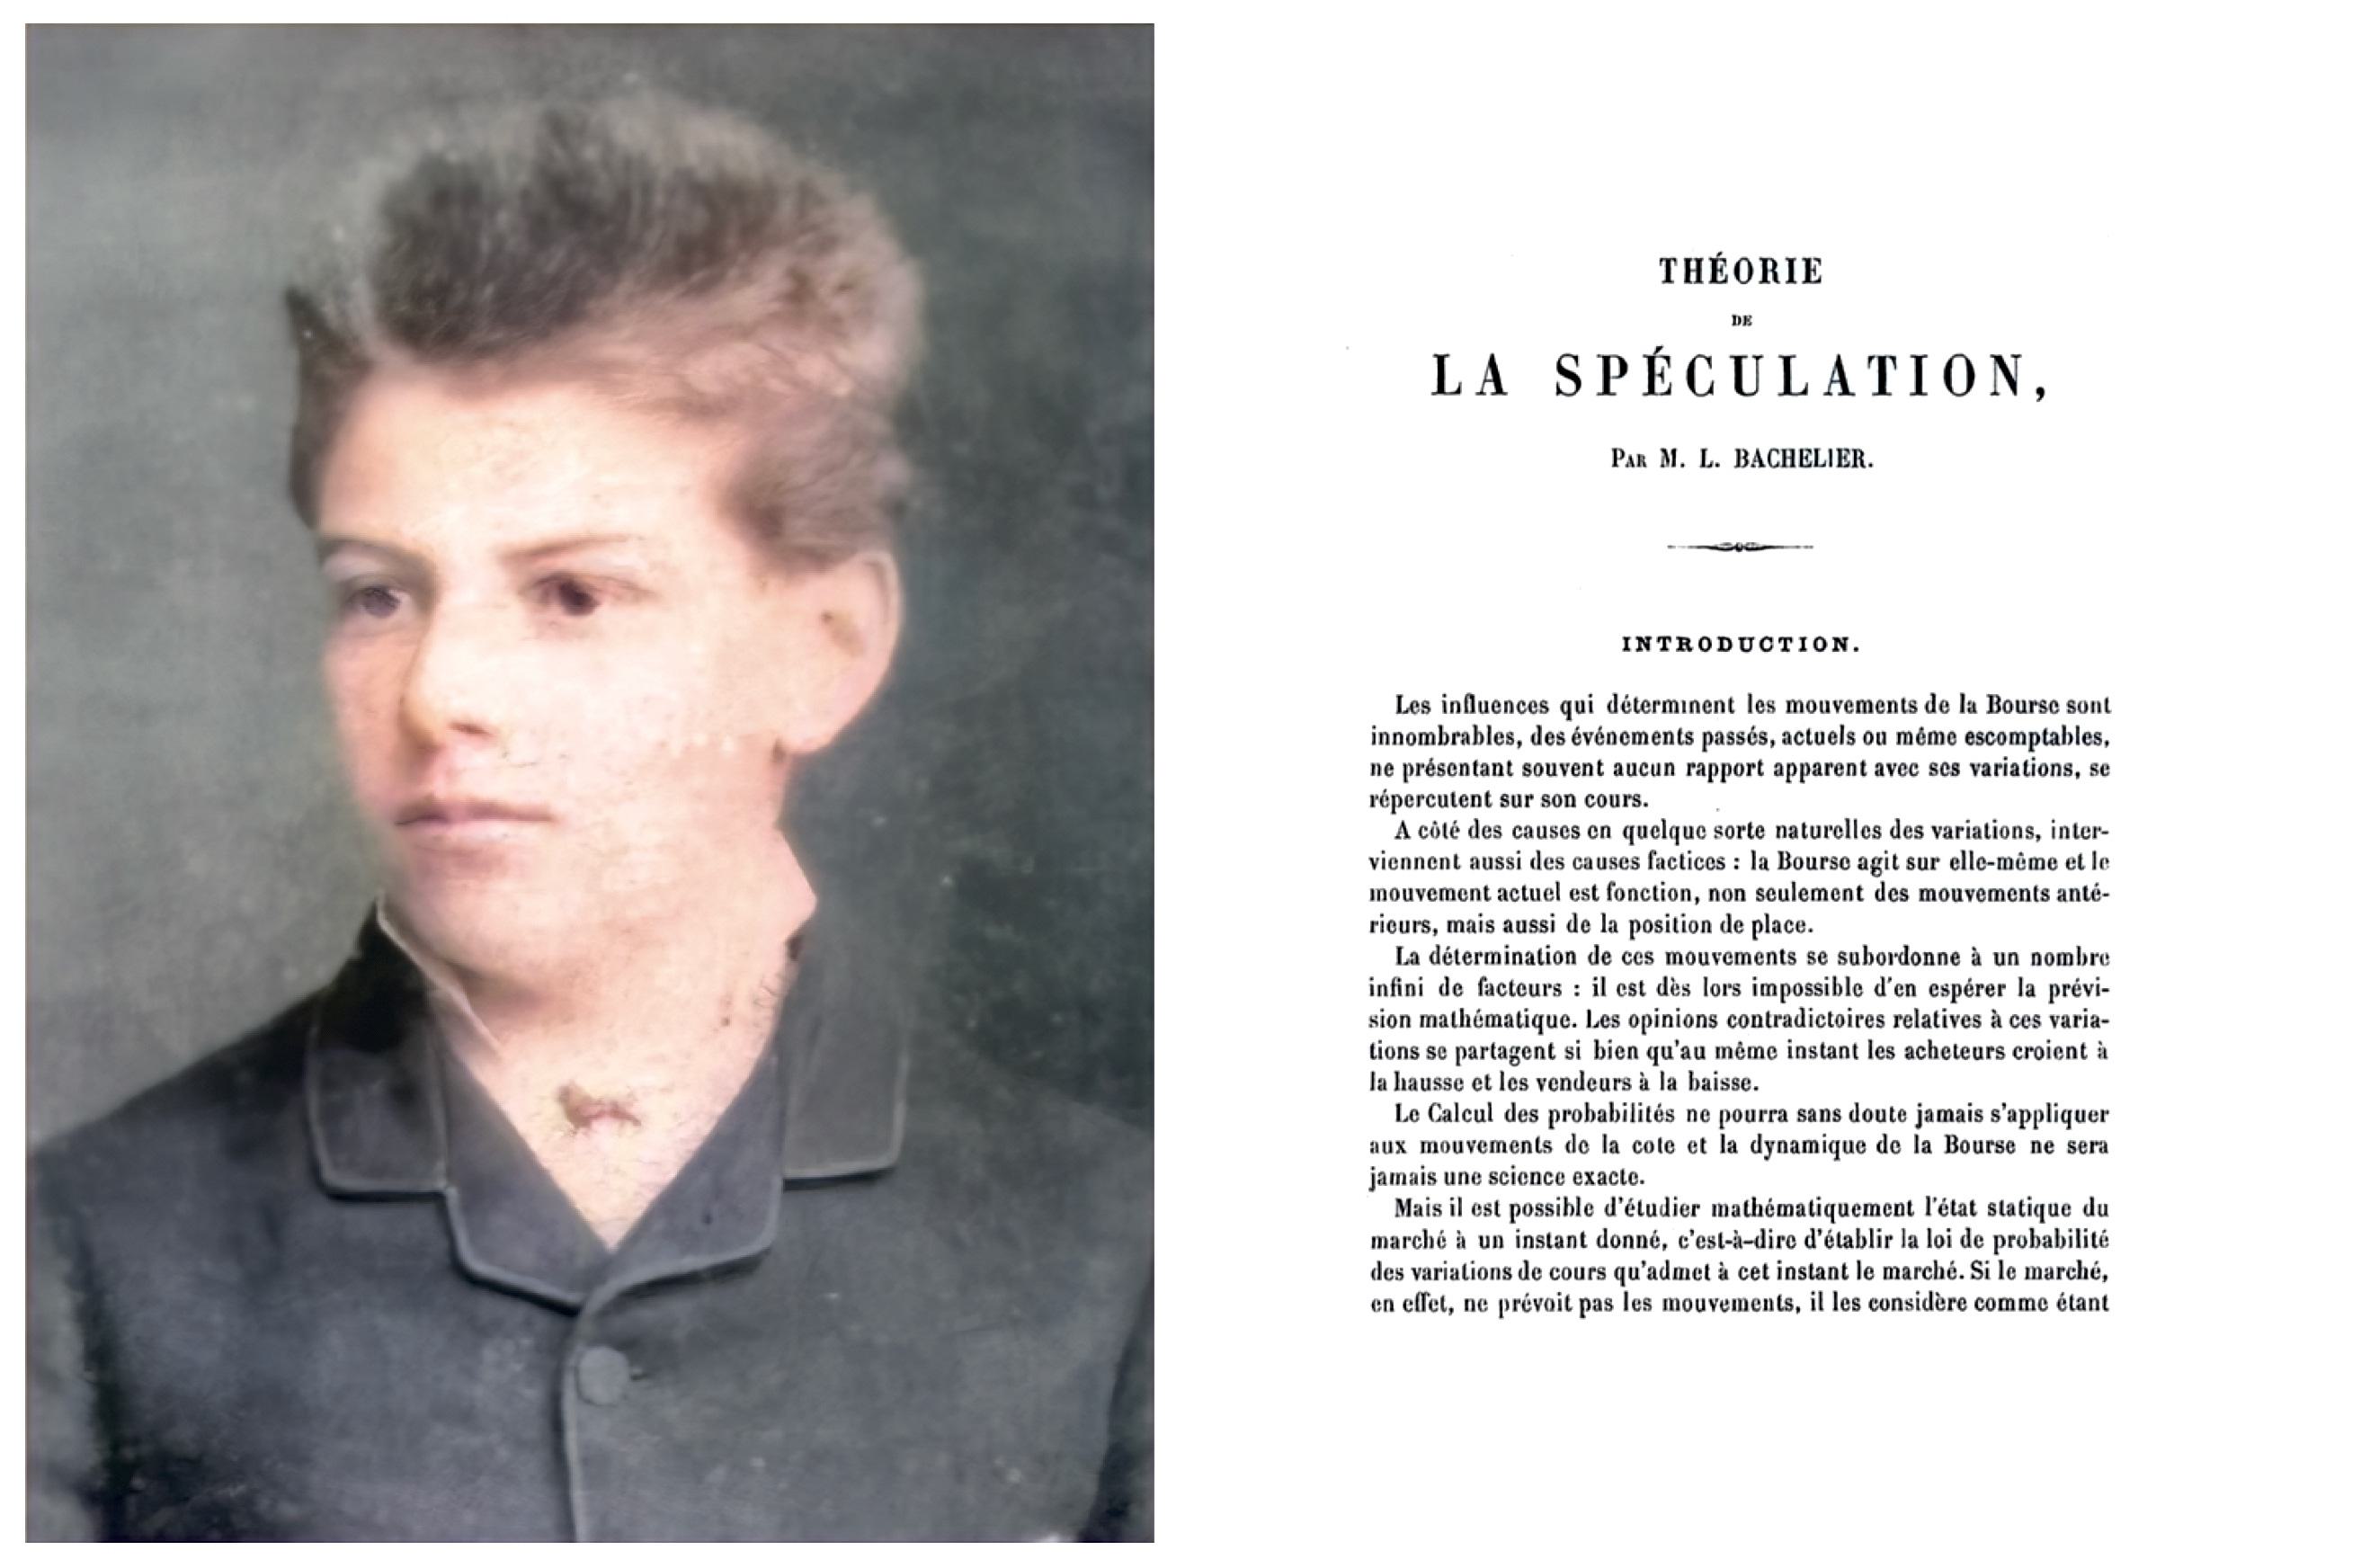 THÉORIE
DE
LA SPÉCULATION,
PAR M. L. BACHELIER.
INTRODUCTION.
Les influences qui déterminent les mouvements de la Bourse sont
innombrables, des événements passés, actuels ou même escomptables,
ne présentant souvent aucun rapport apparent avec ses variations, se
répercutent sur son cours.
A côté des causes en quelque sorte naturelles des variations, inter-
viennent aussi des causes factices : la Bourse agit sur elle-même et le
mouvement actuel est fonction, non seulement des mouvements anté-
rieurs, mais aussi de la position de place.
La détermination de ces mouvements se subordonne à un nombre
infini de facteurs : il est dès lors impossible d'en espérer la prévi-
sion mathématique. Les opinions contradictoires relatives à ces varia-
tions se partagent si bien qu'au même instant les acheteurs croient à
la hausse et les vendeurs à la baisse.
Le Calcul des probabilités ne pourra sans doute jamais s'appliquer
aux mouvements de la cote et la dynamique de la Bourse ne sera
jamais une science exacte.
Mais il est possible d'étudier mathématiquement l'état statique du
marché à un instant donné, c'est-à-dire d'établir la loi de probabilité
des variations de cours qu'admet à cet instant le marché. Si le marché,
en effet, ne prévoit pas les mouvements, il les considère comme étant